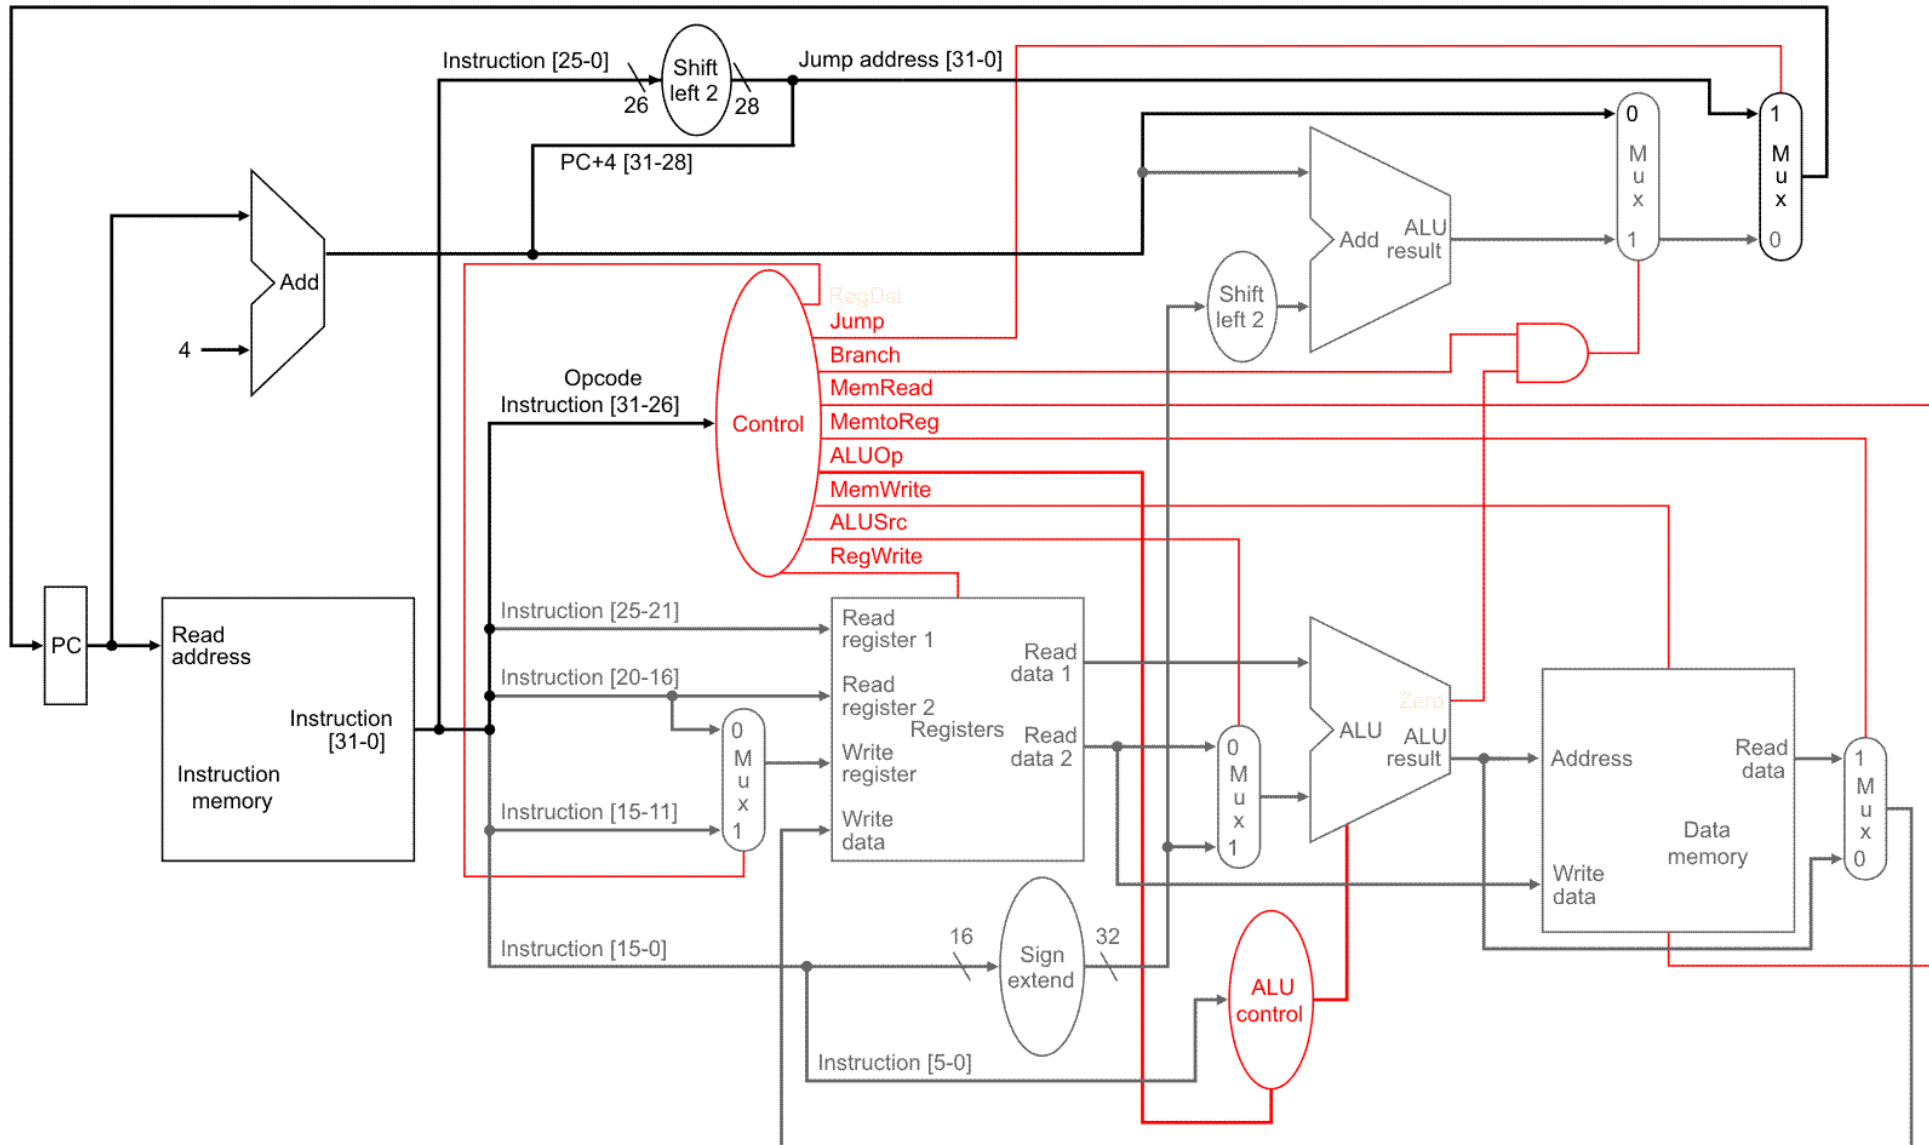 Instruction [25-0]
26
Shift
left 2
28
Jump address [31-0]
PC+4 [31-28]
Add
4
0
M
u
x
1
1
M
u
x
0
Add
ALU
result
Shift
left 2
Opcode
Instruction [31-26]
Control
RegDst
Jump
Branch
MemRead
MemtoReg
ALUOp
MemWrite
ALUSrc
RegWrite
PC
Read
address
Instruction
[31-0]
Instruction
memory
Instruction [25-21]
Instruction [20-16]
Instruction [15-11]
Instruction [15-0]
0
M
u
x
1
Read
register 1
Read
register 2
Registers
Write
register
Write
data
Read
data 1
Read
data 2
0
M
u
x
1
Zero
ALU
ALU
result
Address
Read
data
Data
memory
Write
data
1
M
u
x
0
16
Sign
extend
32
ALU
control
Instruction [5-0]